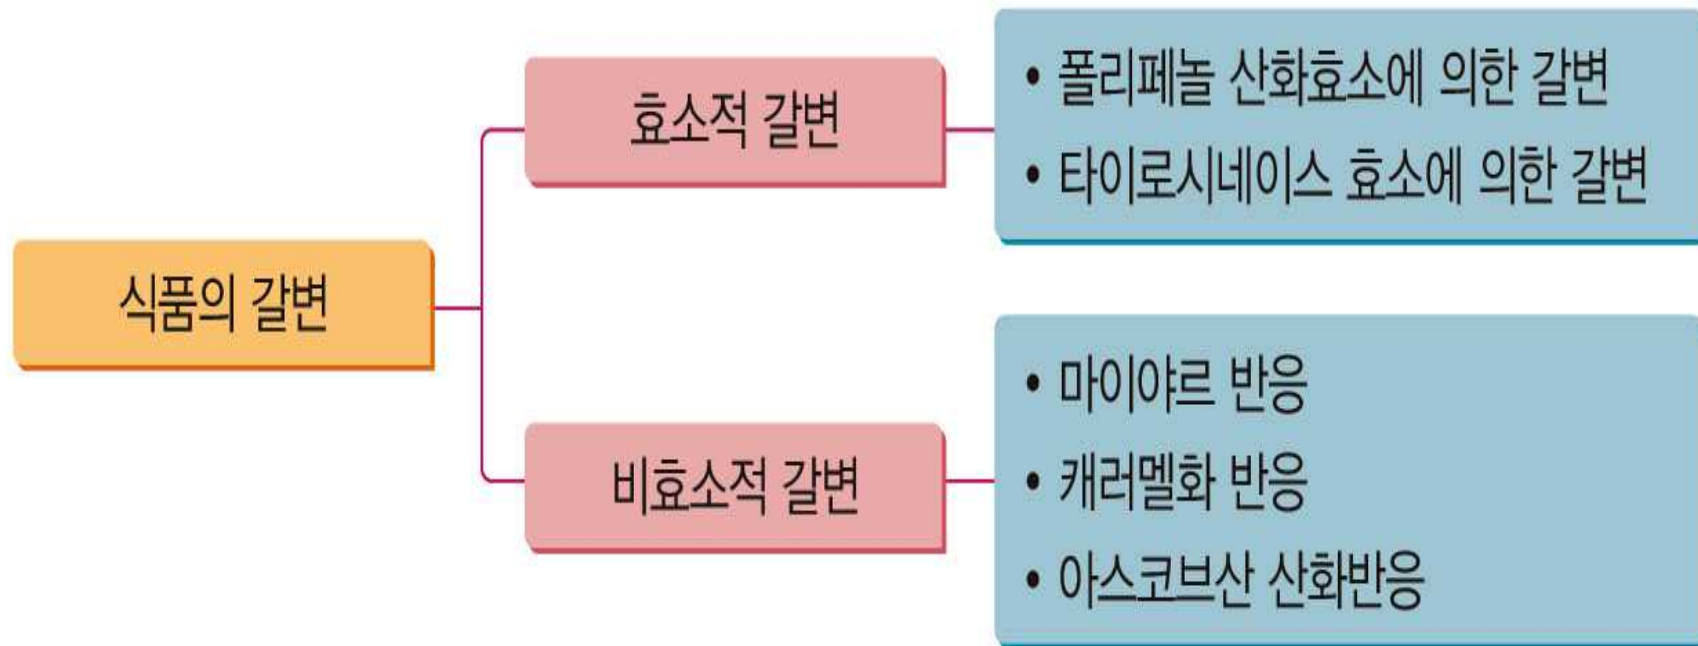 식품의 갈변
효소적 갈변
• 폴리페놀 산화효소에 의한 갈변
• 타이로시네이스 효소에 의한 갈변
비효소적 갈변
• 마이야르 반응
• 캐러멜화 반응
• 아스코브산 산화반응